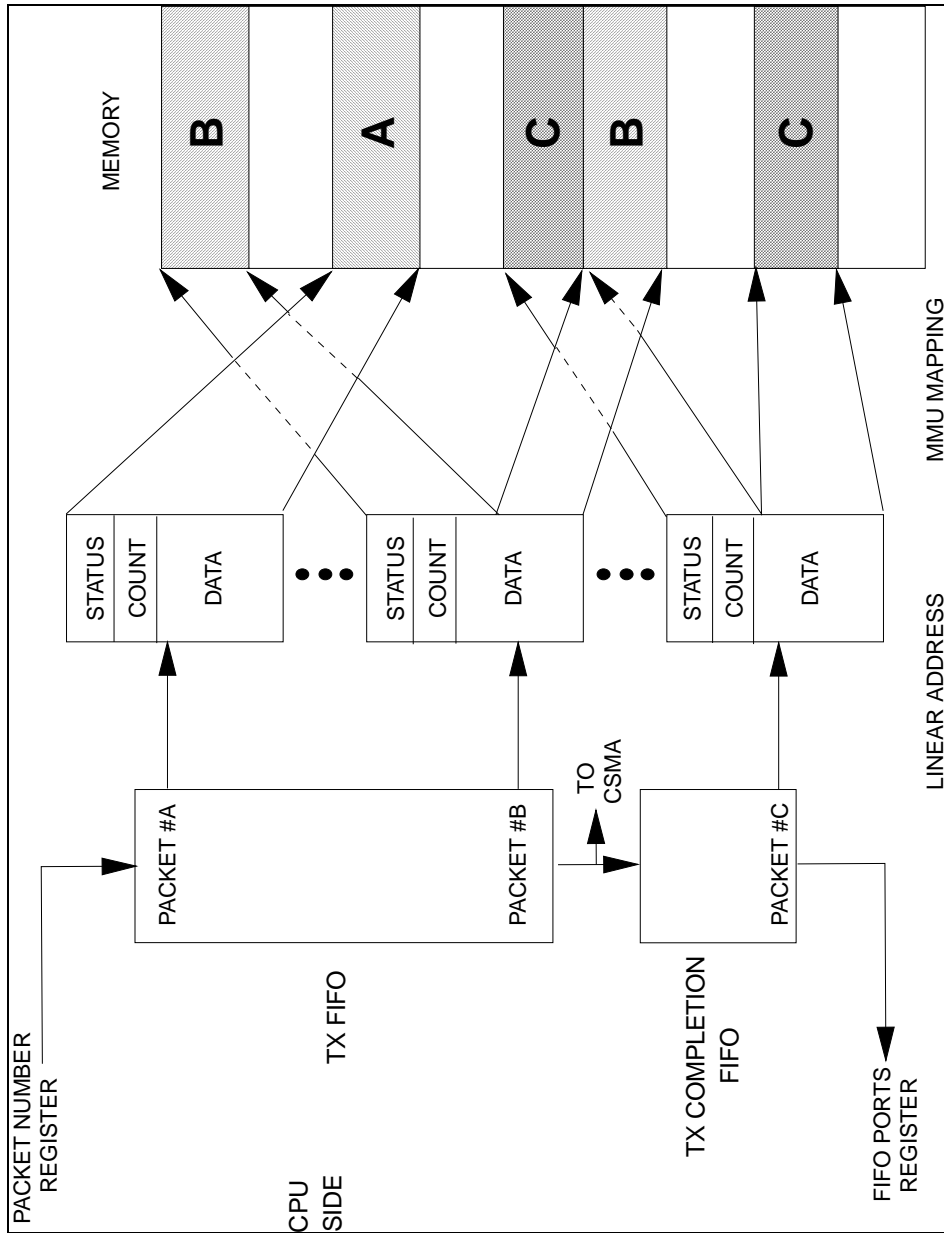 PACKET NUMBER
REGISTER
CPU
SIDE
TX FIFO
PACKET #A
PACKET #B
TO
CSMA
TX COMPLETION
FIFO
PACKET #C
FIFO PORTS
REGISTER
STATUS
COUNT
DATA
STATUS
COUNT
DATA
STATUS
COUNT
DATA
LINEAR ADDRESS
MMU MAPPING
MEMORY
B
A
C
B
C